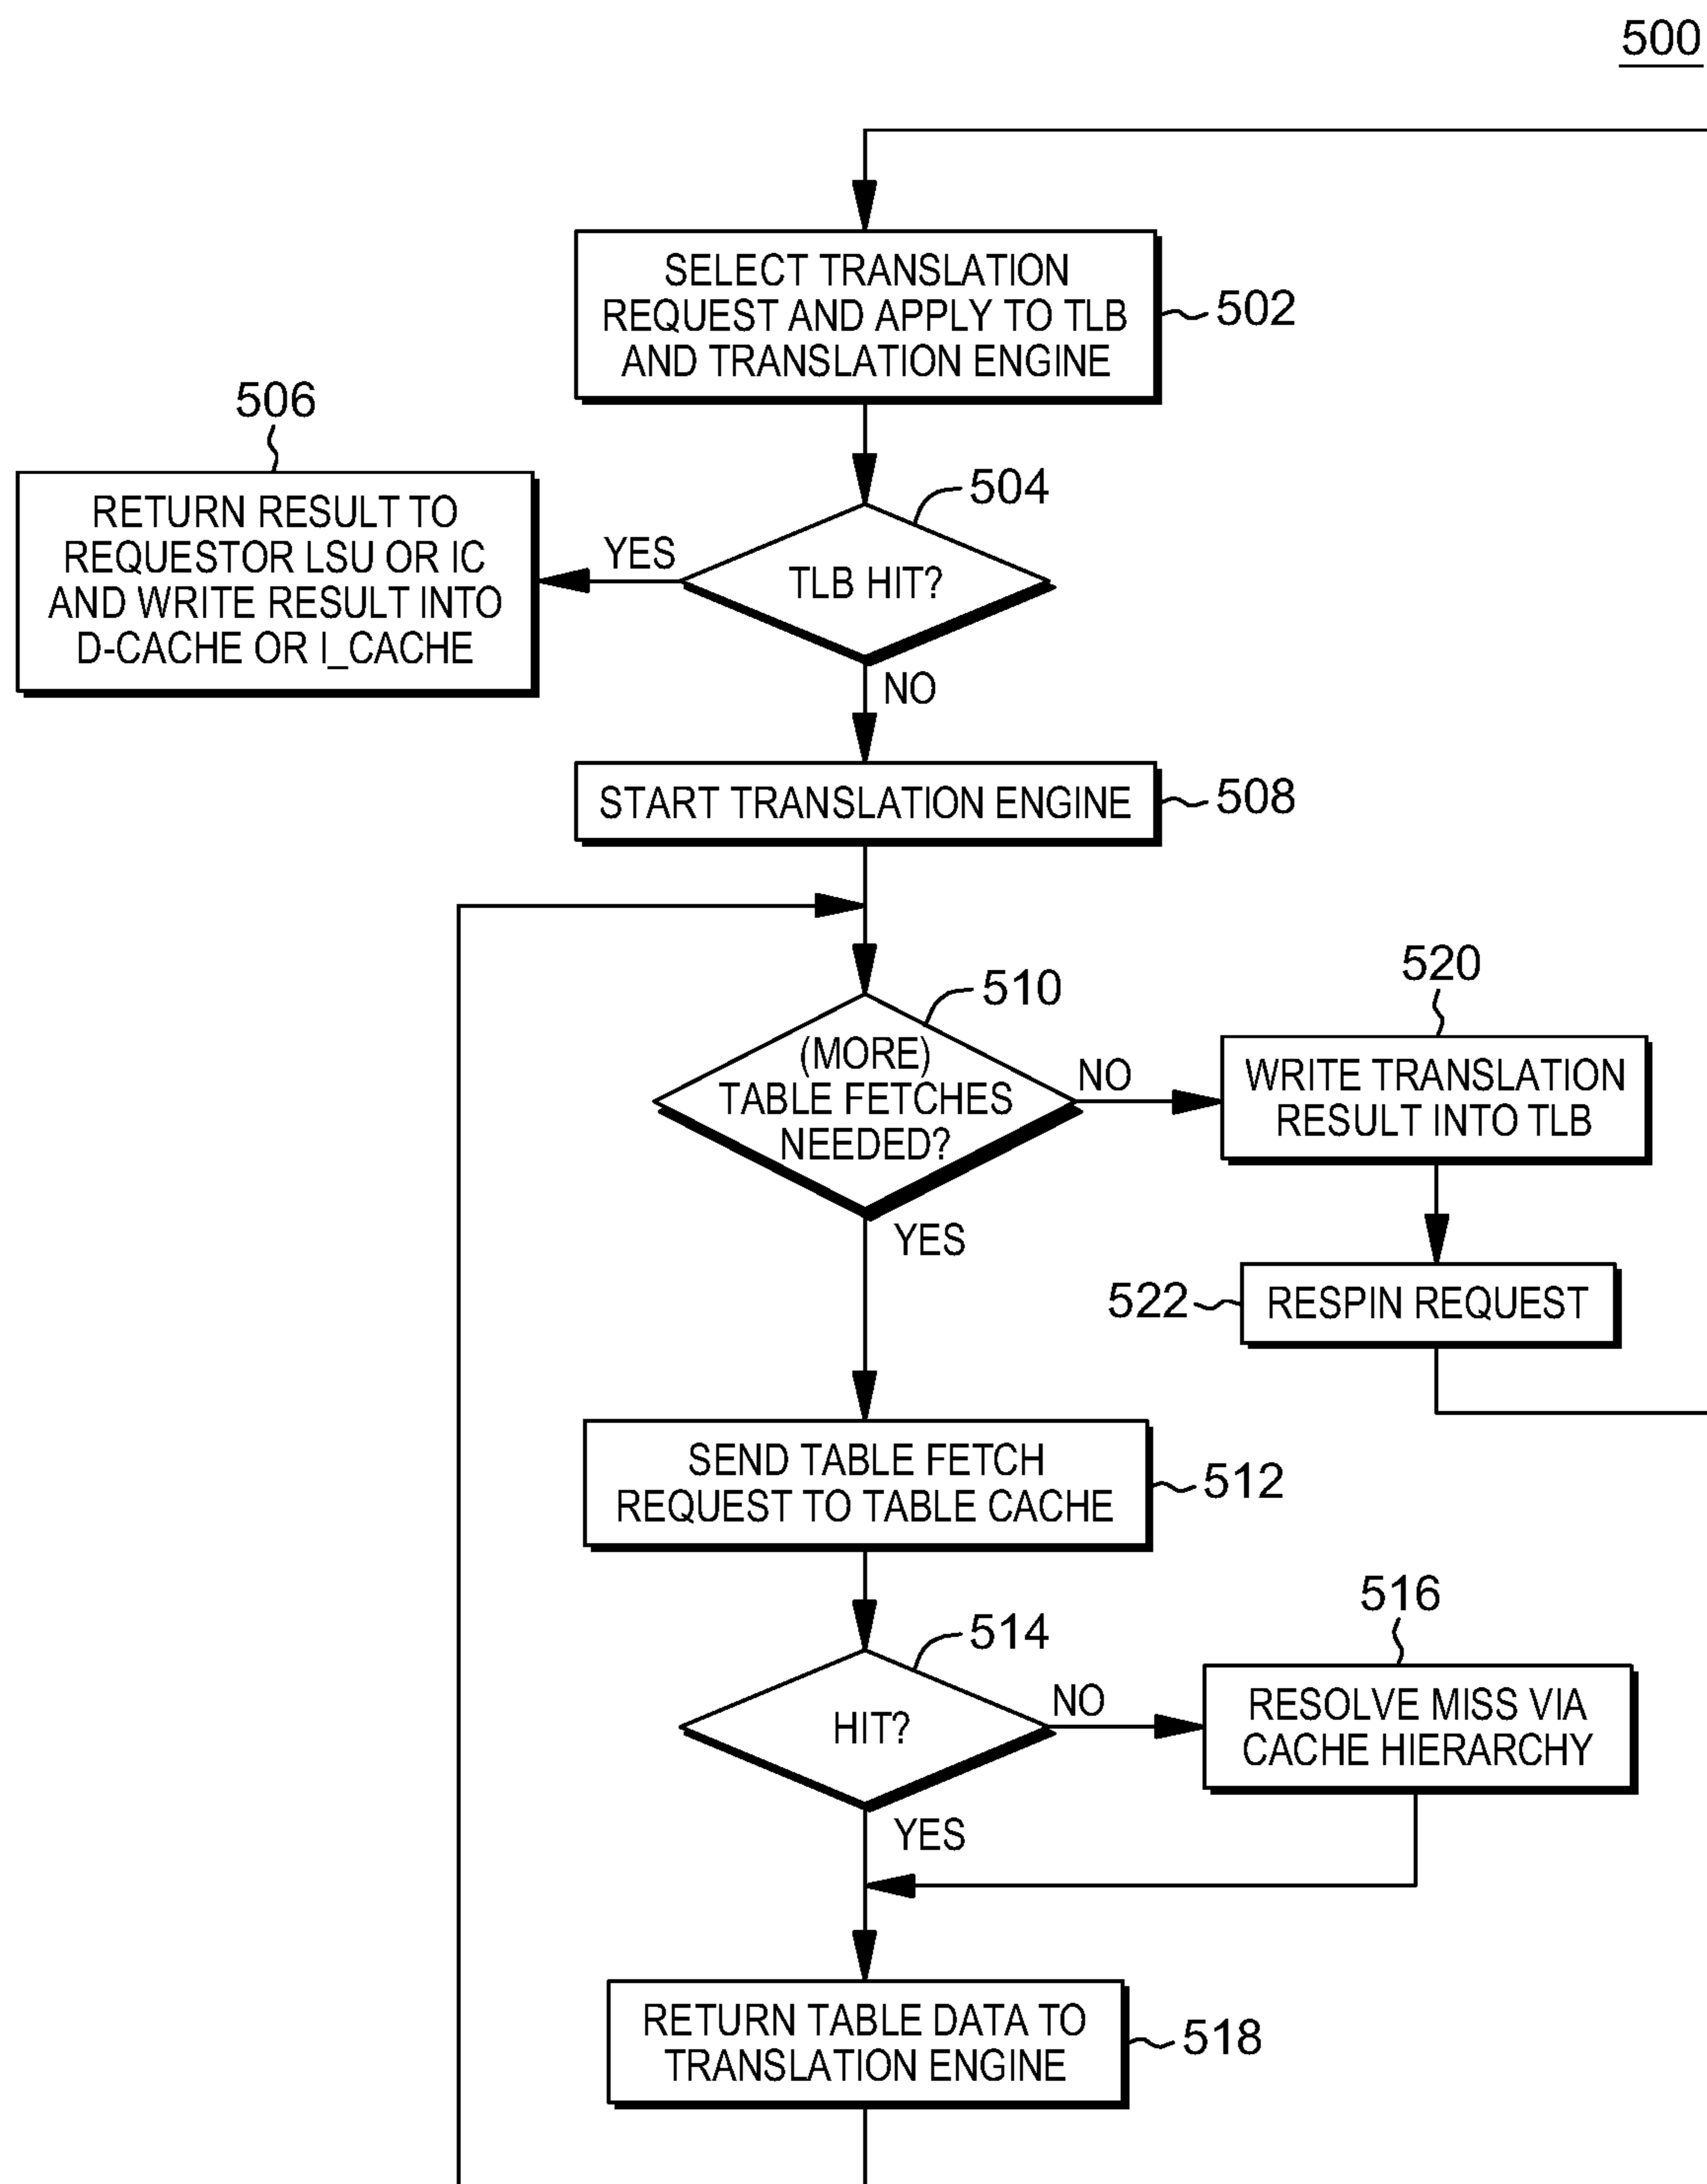 500
SELECT TRANSLATION
REQUEST AND APPLY TO TLB
AND TRANSLATION ENGINE
502
506
RETURN RESULT TO
REQUESTOR LSU OR IC
AND WRITE RESULT INTO
D-CACHE OR I_CACHE
YES
504
TLB HIT?
NO
START TRANSLATION ENGINE
508
510
(MORE)
TABLE FETCHES
NEEDED?
NO
520
WRITE TRANSLATION
RESULT INTO TLB
YES
522
RESPIN REQUEST
SEND TABLE FETCH
REQUEST TO TABLE CACHE
512
514
HIT?
NO
516
RESOLVE MISS VIA
CACHE HIERARCHY
YES
RETURN TABLE DATA TO
TRANSLATION ENGINE
518